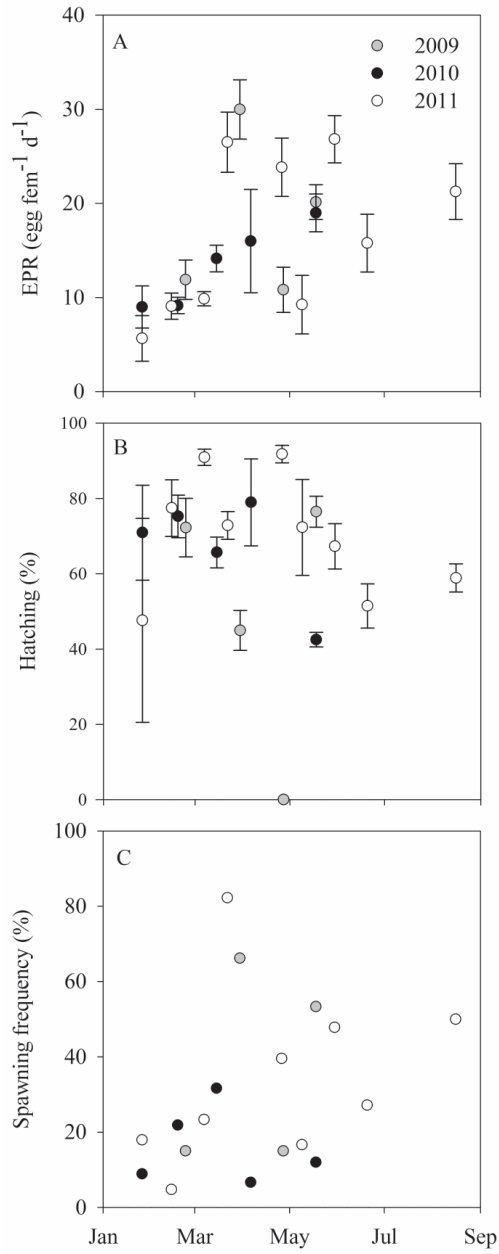 40
A
2009
2010
2011
30
20
10
0
EPR (egg fem⁻¹ d⁻¹)
100
B
80
60
40
20
0
Hatching (%)
100
C
80
60
40
20
0
Spawning frequency (%)
Jan Mar May Jul Sep